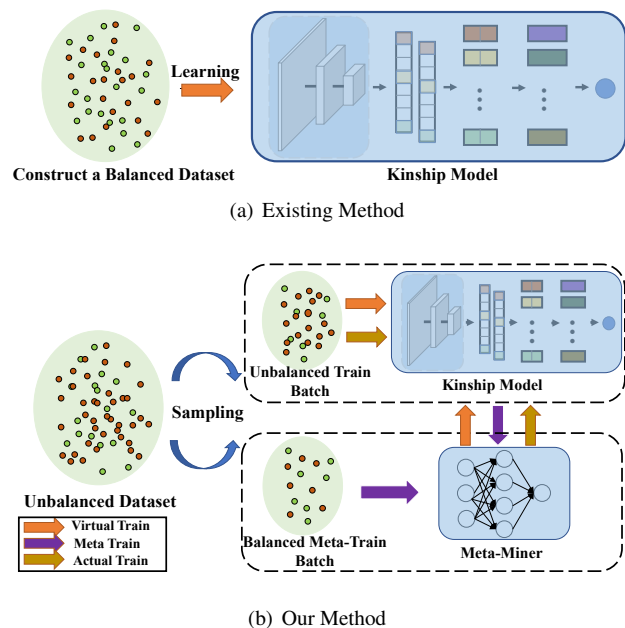 Learning
Construct a Balanced Dataset
Kinship Model
(a) Existing Method
Unbalanced Train
Batch
Kinship Model
Sampling
Unbalanced Dataset
Virtual Train
Meta Train
Actual Train
Balanced Meta-Train
Batch
Meta-Miner
(b) Our Method